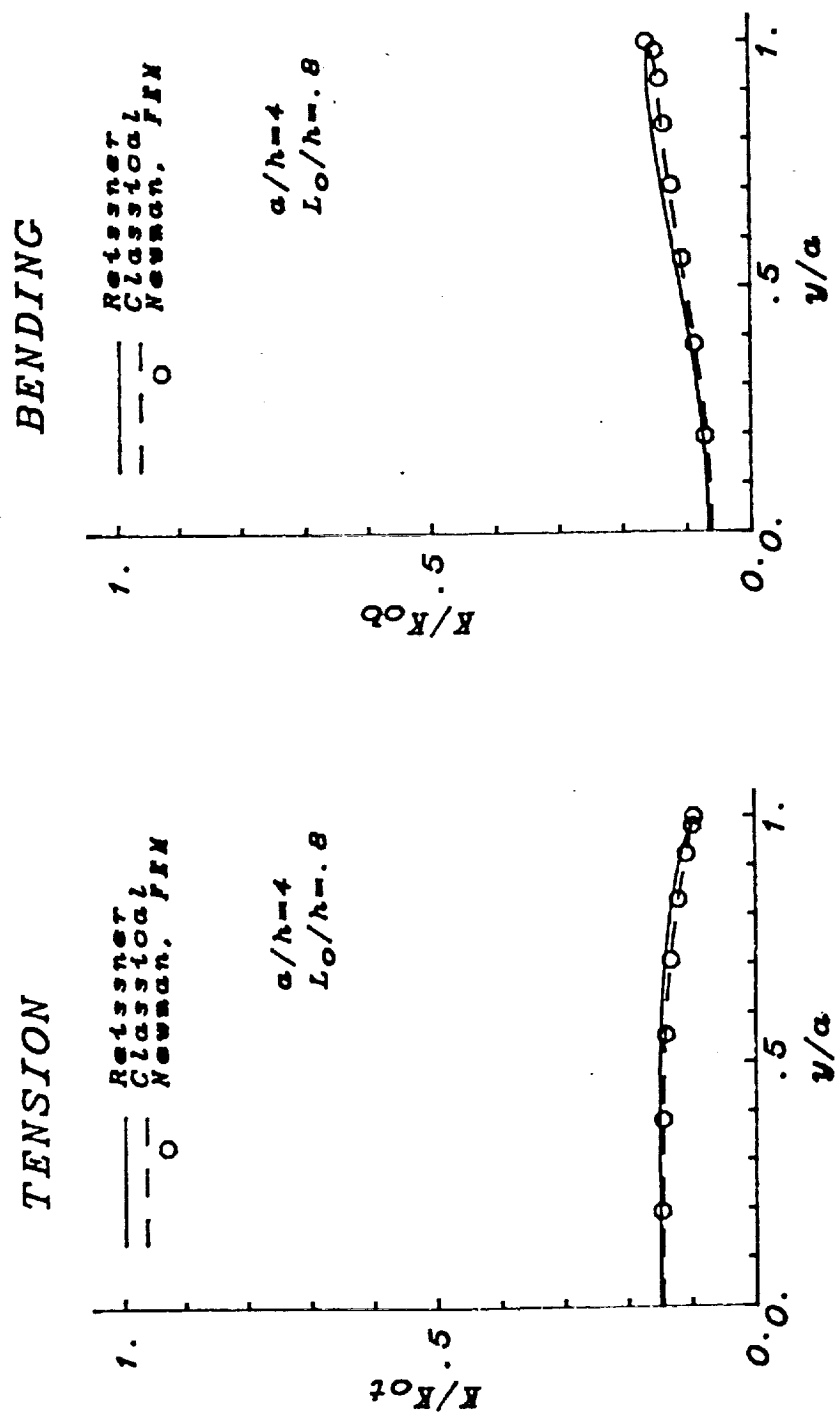 TENSION
Reissner
Classical
Newman, FEM
a/h=4
L₀/h=.8
K/K₀t
1.
.5
0.
0.
.5
1.
y/a
BENDING
Reissner
Classical
Newman, FEM
a/h=4
L₀/h=.8
K/K₀b
1.
.5
0.
0.
.5
1.
y/a